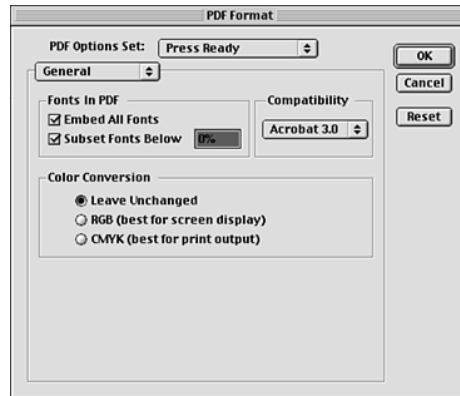 PDF Format
PDF Options Set: Press Ready
OK
General
Cancel
Fonts In PDF
Compatibility
Embed All Fonts
Reset
Subset Fonts Below 0%
Acrobat 3.0
Color Conversion
Leave Unchanged
RGB (best for screen display)
CMYK (best for print output)